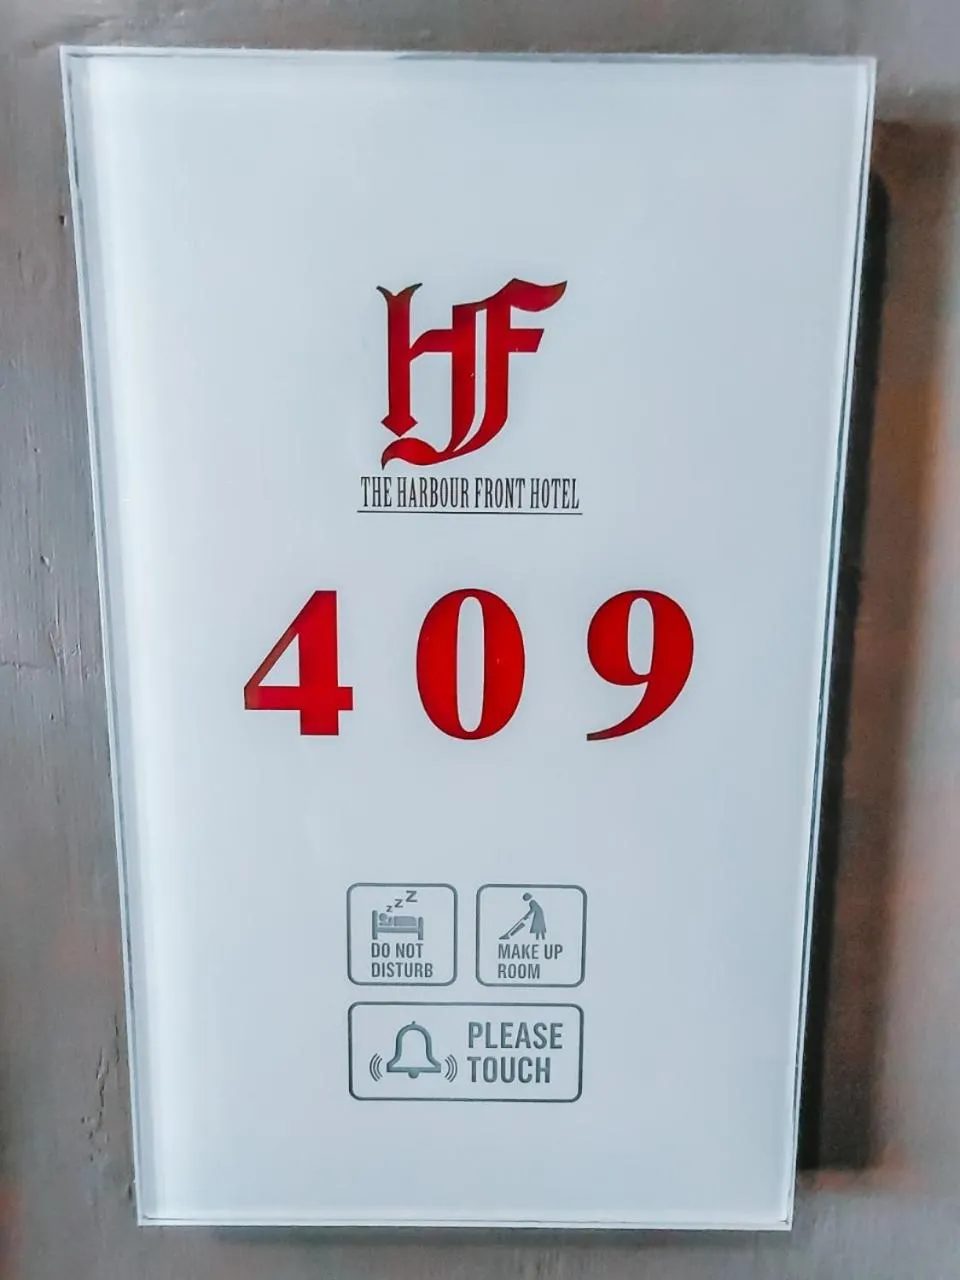 HF
THE HARBOUR FRONT HOTEL
409
z z Z
DO NOT
DISTURB
MAKE UP
ROOM
PLEASE
TOUCH